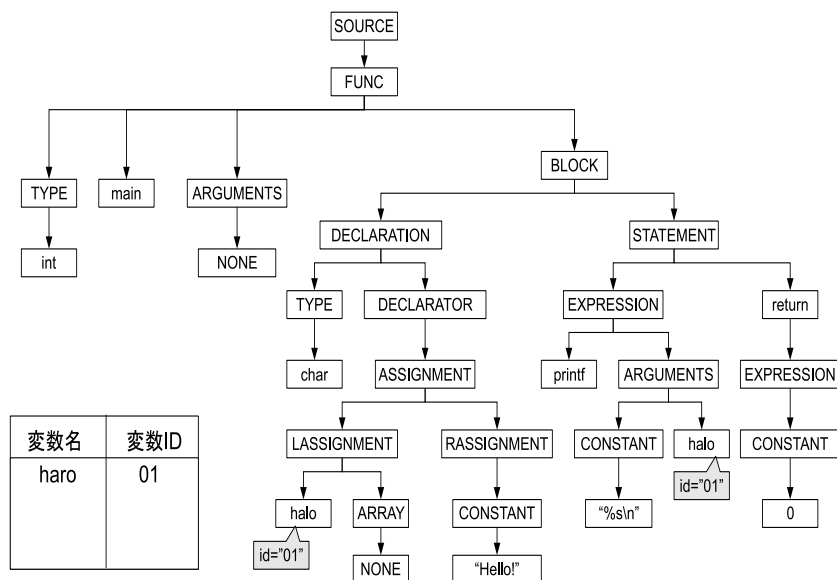 SOURCE
FUNC
BLOCK
TYPE
main
ARGUMENTS
DECLARATION
STATEMENT
int
NONE
TYPE
DECLARATOR
EXPRESSION
return
char
ASSIGNMENT
printf
ARGUMENTS
EXPRESSION
変数名 変数ID
haro 01
LASSIGNMENT
RASSIGNMENT
CONSTANT
halo
CONSTANT
id="01"
halo
ARRAY
CONSTANT
"%s\n"
0
id="01"
NONE
"Hello!"